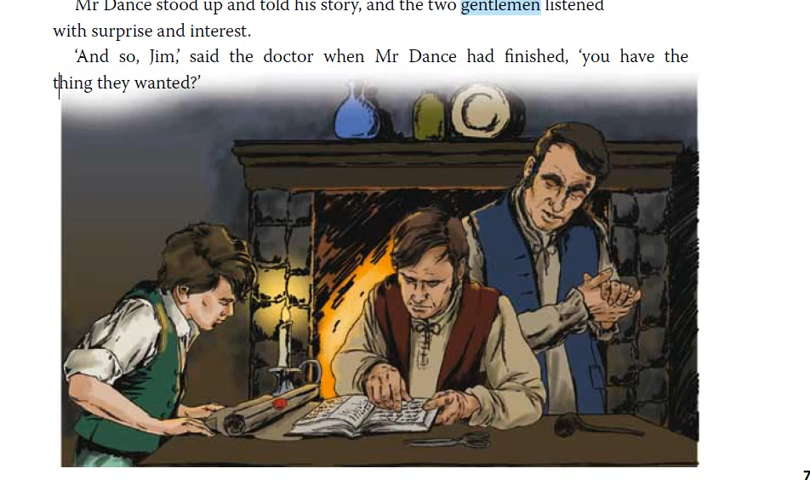 Mr Dance stood up and told his story, and the two gentlemen listened
with surprise and interest.
‘And so, Jim,’ said the doctor when Mr Dance had finished, ‘you have the
thing they wanted?’
7